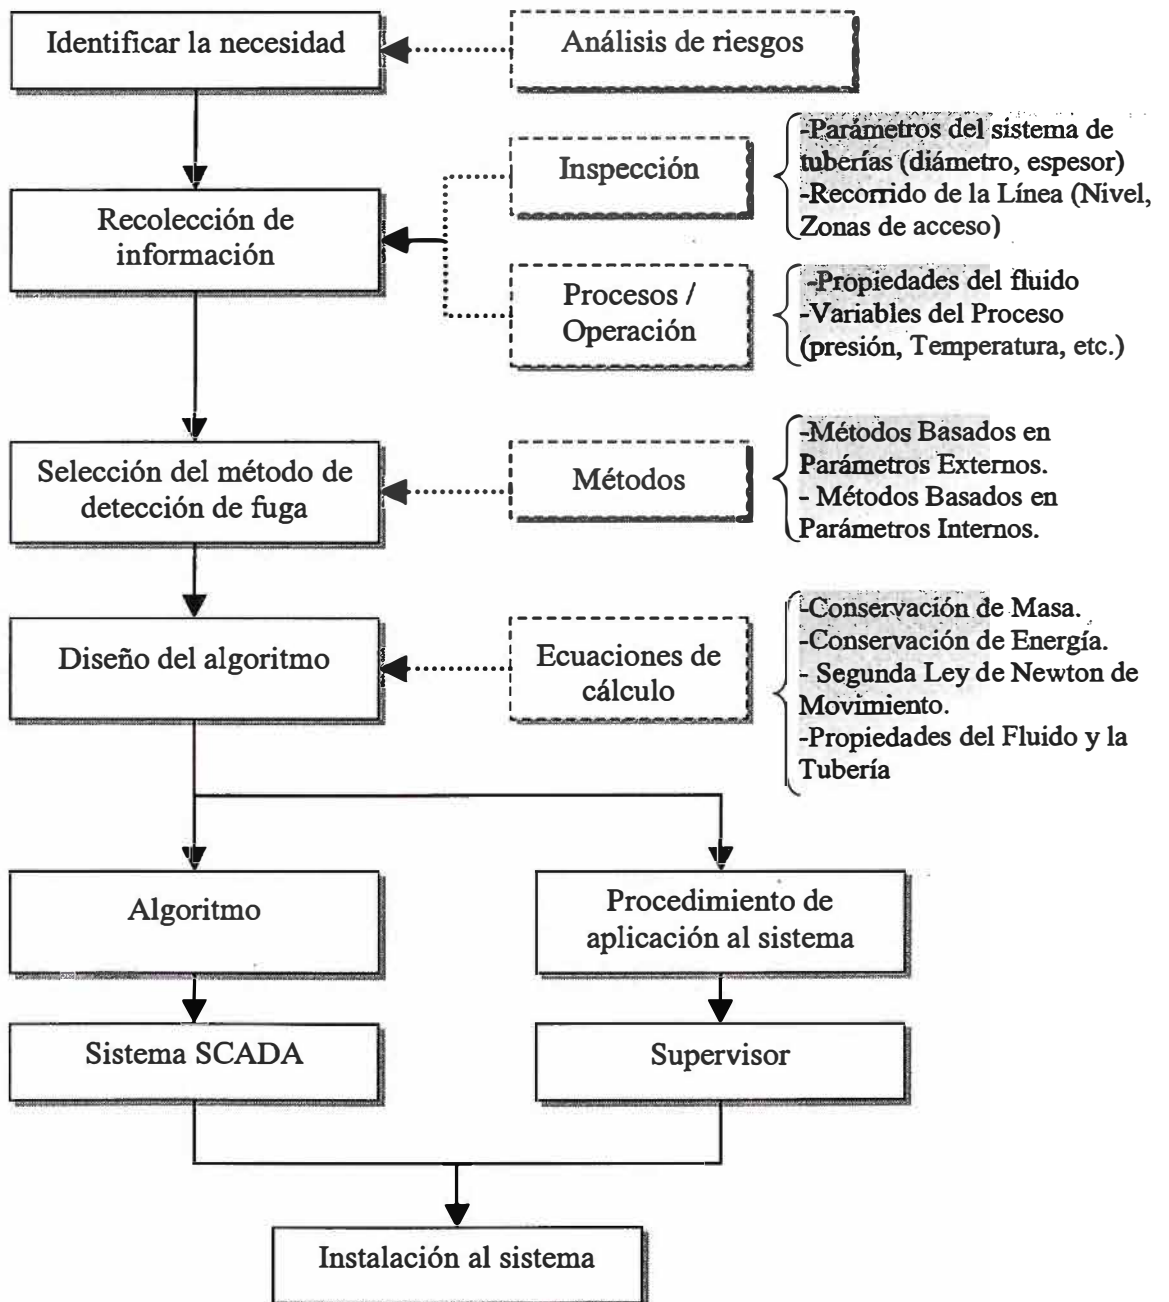 Identificar la necesidad
Análisis de riesgos
Inspección
-Parámetros del sistema de
tuberías (diámetro, espesor)
-Recorrido de la Línea (Nivel,
Zonas de acceso)
Recolección de
información
Procesos /
Operación
-Propiedades del fluido
-Variables del Proceso
(presión, Temperatura, etc.)
Selección del método de
detección de fuga
Métodos
-Métodos Basados en
Parámetros Externos.
- Métodos Basados en
Parámetros Internos.
Diseño del algoritmo
Ecuaciones de
cálculo
-Conservación de Masa.
-Conservación de Energía.
- Segunda Ley de Newton de
Movimiento.
-Propiedades del Fluido y la
Tubería
Algoritmo
Procedimiento de
aplicación al sistema
Sistema SCADA
Supervisor
Instalación al sistema